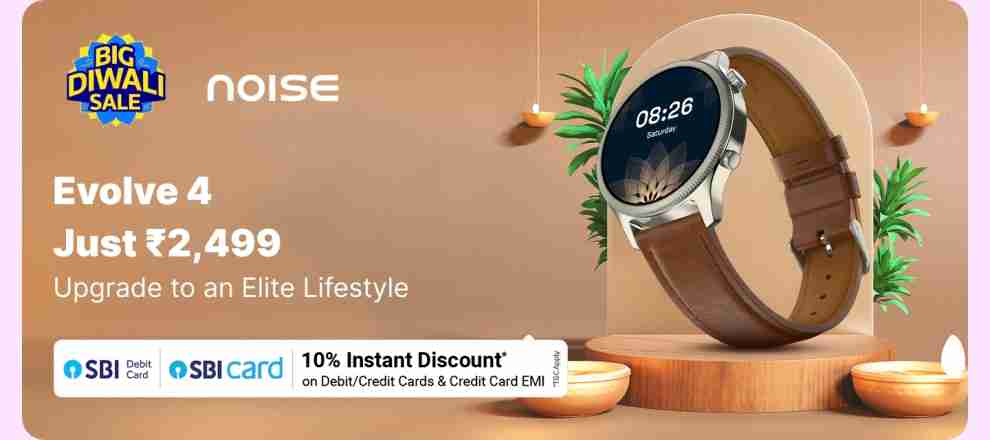 BIG
DIWALI
SALE
NOISE
Evolve 4
Just ₹2,499
Upgrade to an Elite Lifestyle
SBI Debit Card
SBI card
10% Instant Discount*
on Debit/Credit Cards & Credit Card EMI
*T&C Apply
08:26
Saturday